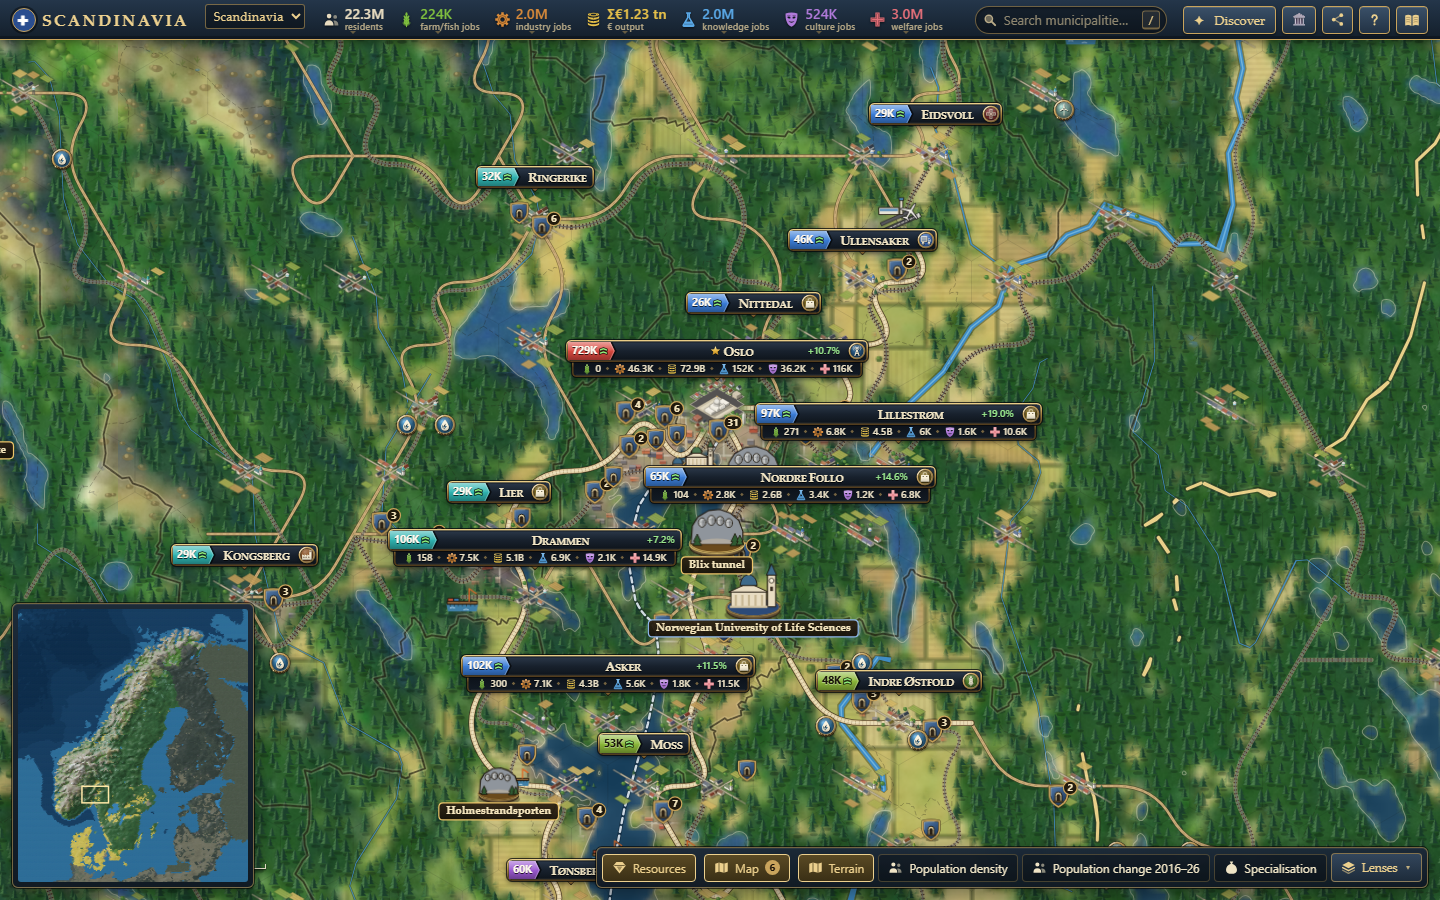 SCANDINAVIA
Scandinavia
22.3M
residents
224K
farm/fish jobs
2.0M
industry jobs
Σ€1.23 tn
€ output
2.0M
knowledge jobs
524K
culture jobs
3.0M
welfare jobs
Search municipalitie...
/
Discover
?
29K EIDSVOLL
32K RINGERIKE
6
46K ULLENSAKER
2
26K NITTEDAL
729K OSLO +10.7%
0 • 46.3K • 72.9B • 152K • 36.2K • 116K
4
6
31
2
97K LILLESTRØM +19.0%
271 • 6.8K • 4.5B • 6K • 1.6K • 10.6K
65K NORDRE FOLLO +14.6%
104 • 2.8K • 2.6B • 3.4K • 1.2K • 6.8K
29K LIER
3
106K DRAMMEN +7.2%
158 • 7.5K • 5.1B • 6.9K • 2.1K • 14.9K
2
Blix tunnel
29K KONGSBERG
3
Norwegian University of Life Sciences
102K ASKER +11.5%
300 • 7.1K • 4.3B • 5.6K • 1.8K • 11.5K
2
48K INDRE ØSTFOLD
3
3
53K MOSS
2
Holmestrandsporten
4
7
60K
Resources
Map 6
Terrain
Population density
Population change 2016–26
Specialisation
Lenses